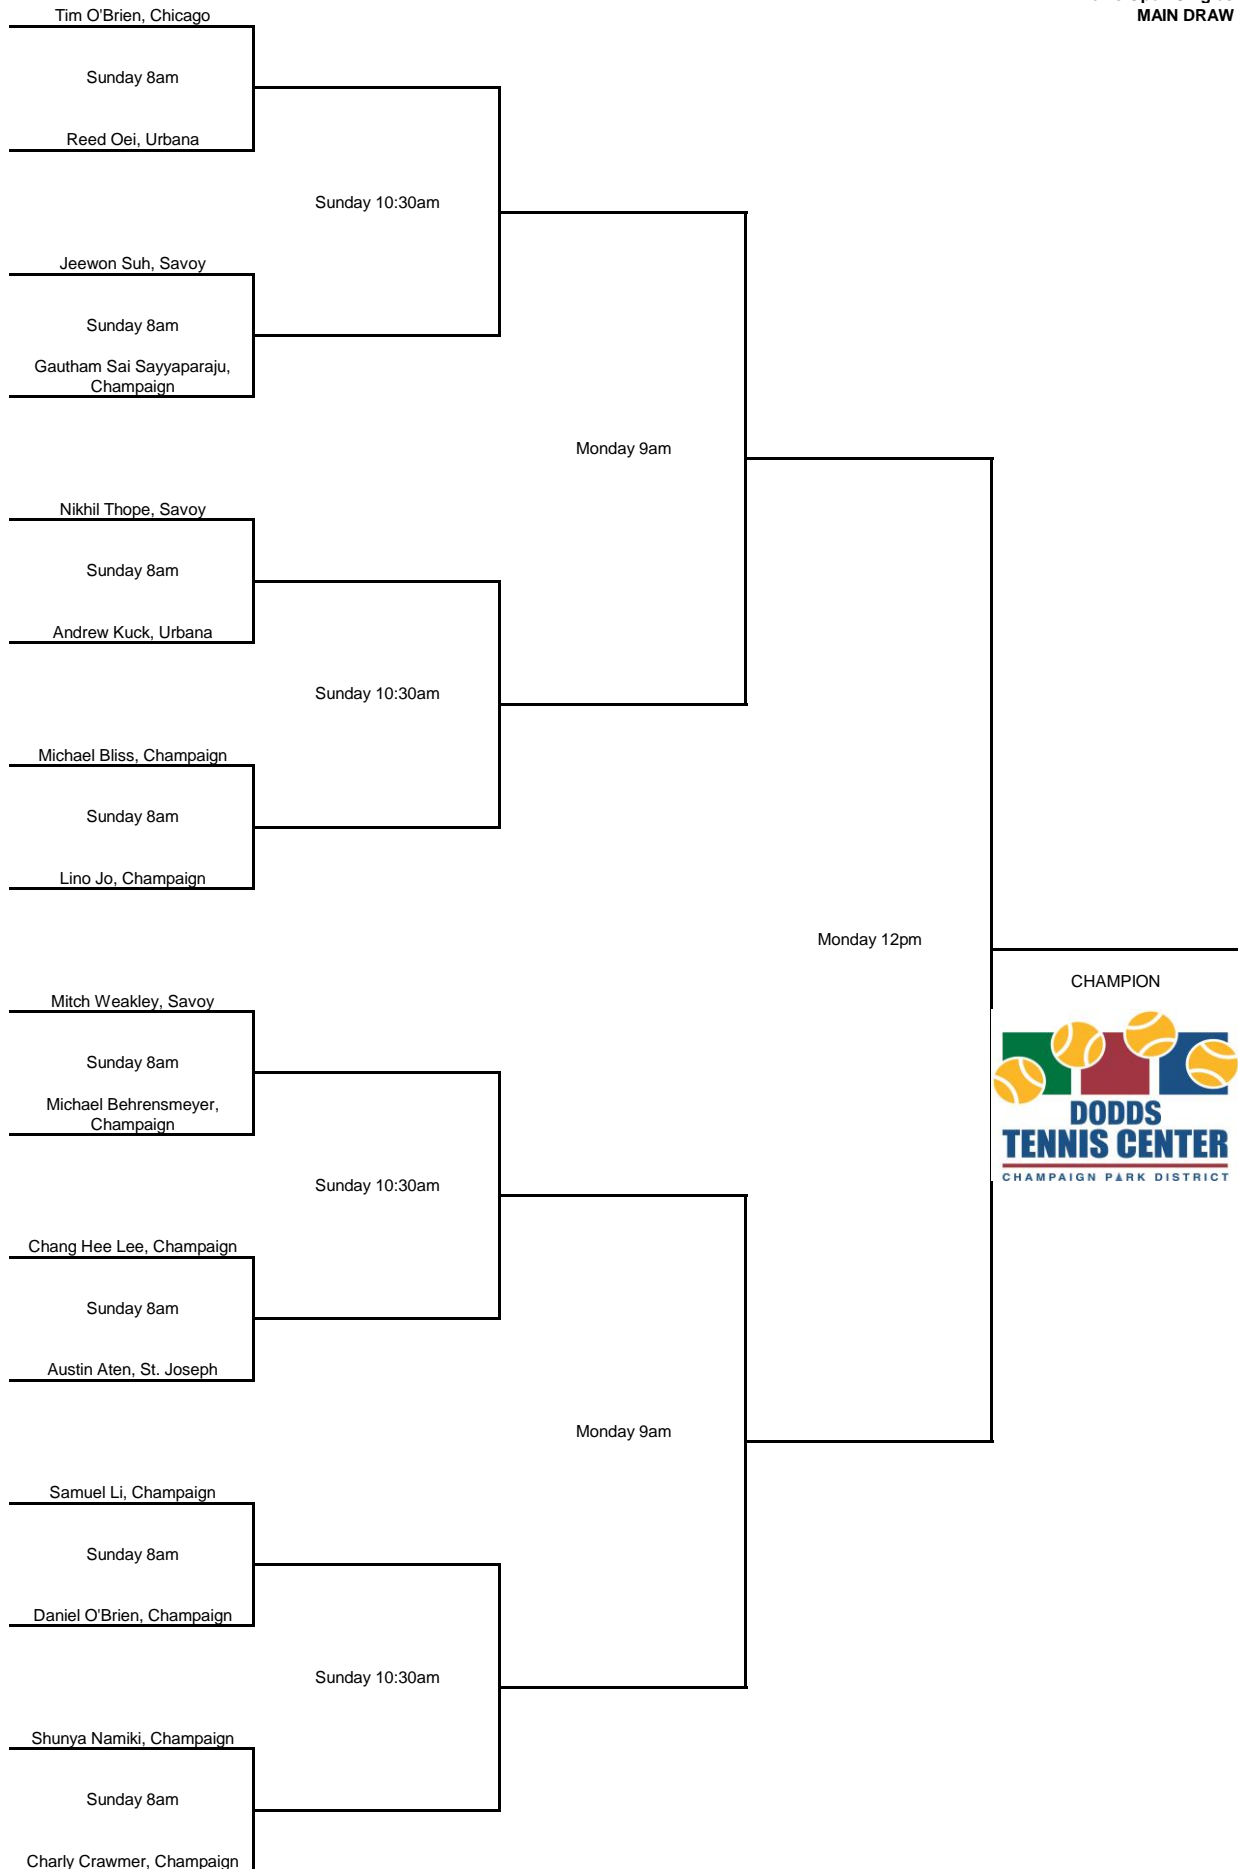 MAIN DRAW
Tim O'Brien, Chicago
Sunday 8am
Reed Oei, Urbana
Sunday 10:30am
Jeewon Suh, Savoy
Sunday 8am
Gautham Sai Sayyaparaju,
Champaign
Monday 9am
Nikhil Thope, Savoy
Sunday 8am
Andrew Kuck, Urbana
Sunday 10:30am
Michael Bliss, Champaign
Sunday 8am
Lino Jo, Champaign
Monday 12pm
CHAMPION
Mitch Weakley, Savoy
Sunday 8am
Michael Behrensmeyer,
Champaign
DODDS
TENNIS CENTER
CHAMPAIGN PARK DISTRICT
Sunday 10:30am
Chang Hee Lee, Champaign
Sunday 8am
Austin Aten, St. Joseph
Monday 9am
Samuel Li, Champaign
Sunday 8am
Daniel O'Brien, Champaign
Sunday 10:30am
Shunya Namiki, Champaign
Sunday 8am
Charly Crawmer, Champaign